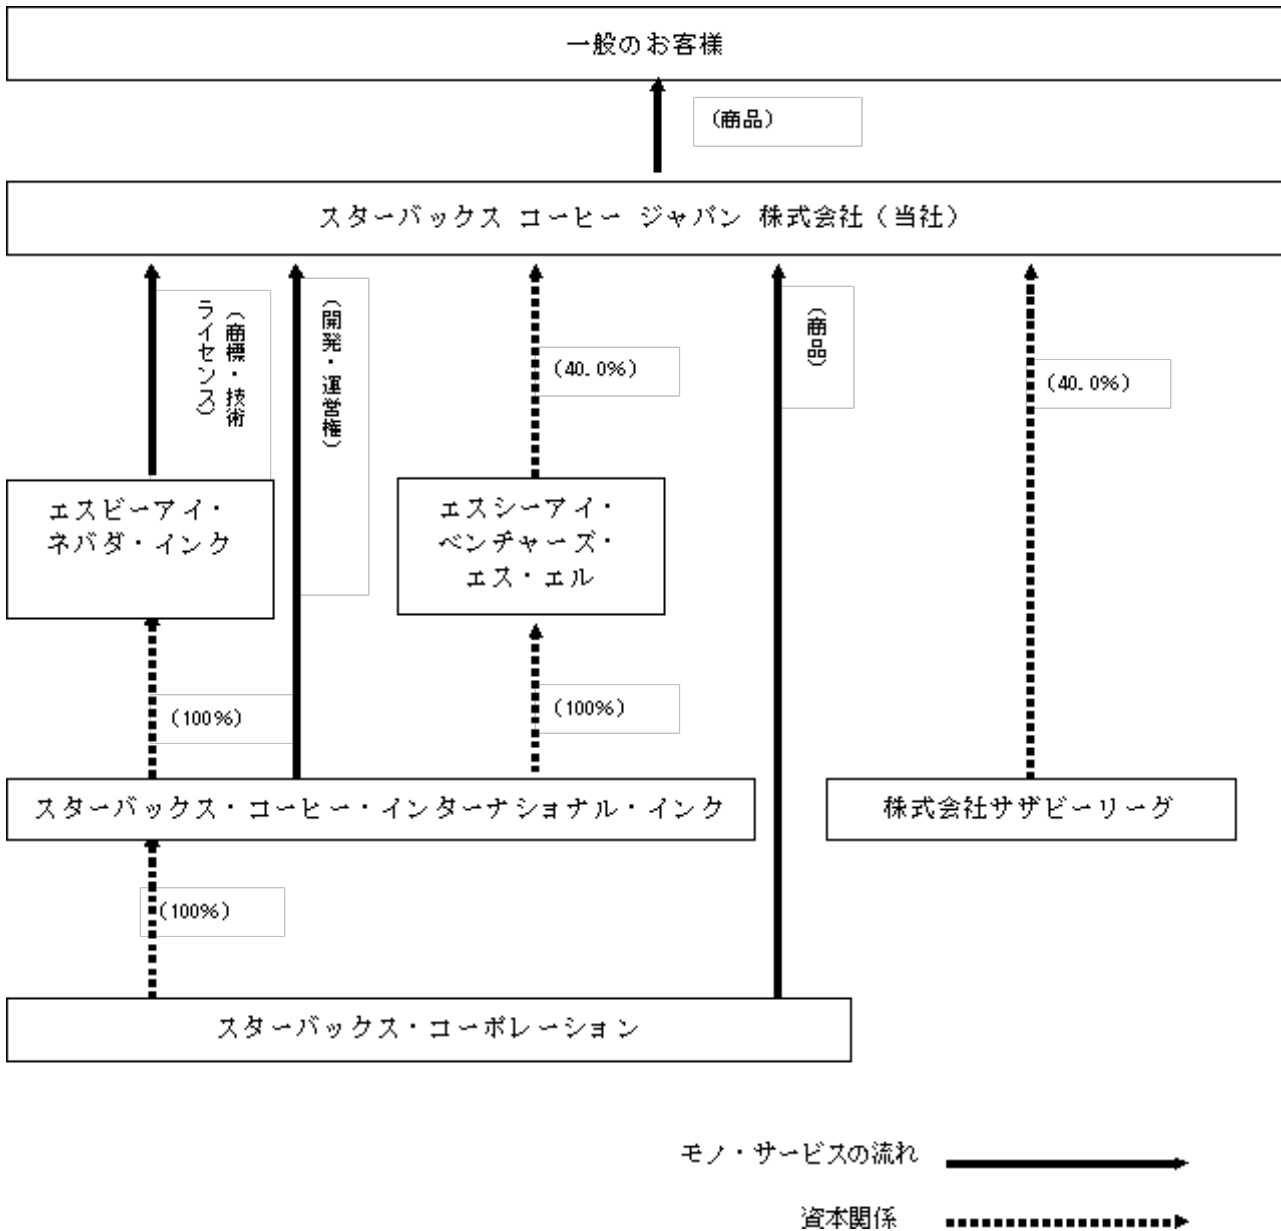 一般のお客様
（商品）
スターバックス コーヒー ジャパン 株式会社（当社）
（商標・技術
ライセンス）
（開発・運営権）
（40.0%）
（商品）
（40.0%）
エスビーアイ・
ネバダ・インク
エスシーアイ・
ベンチャーズ・
エス・エル
（100%）
（100%）
スターバックス・コーヒー・インターナショナル・インク
株式会社サザビーリーグ
（100%）
スターバックス・コーポレーション
モノ・サービスの流れ
資本関係